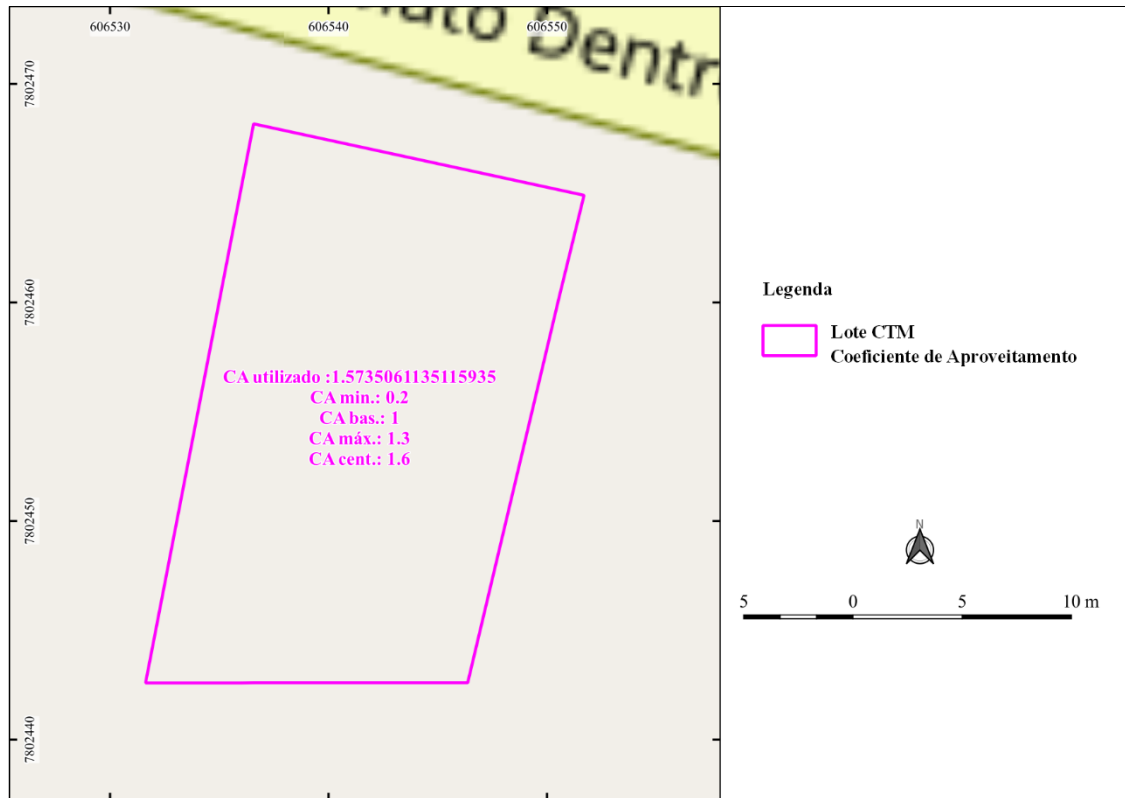 606530
606540
606550
7802470
7802460
7802450
7802440
Dentr
CA utilizado :1.5735061135115935
CA min.: 0.2
CA bas.: 1
CA máx.: 1.3
CA cent.: 1.6
Legenda
Lote CTM
Coeficiente de Aproveitamento
N
5 0 5 10 m